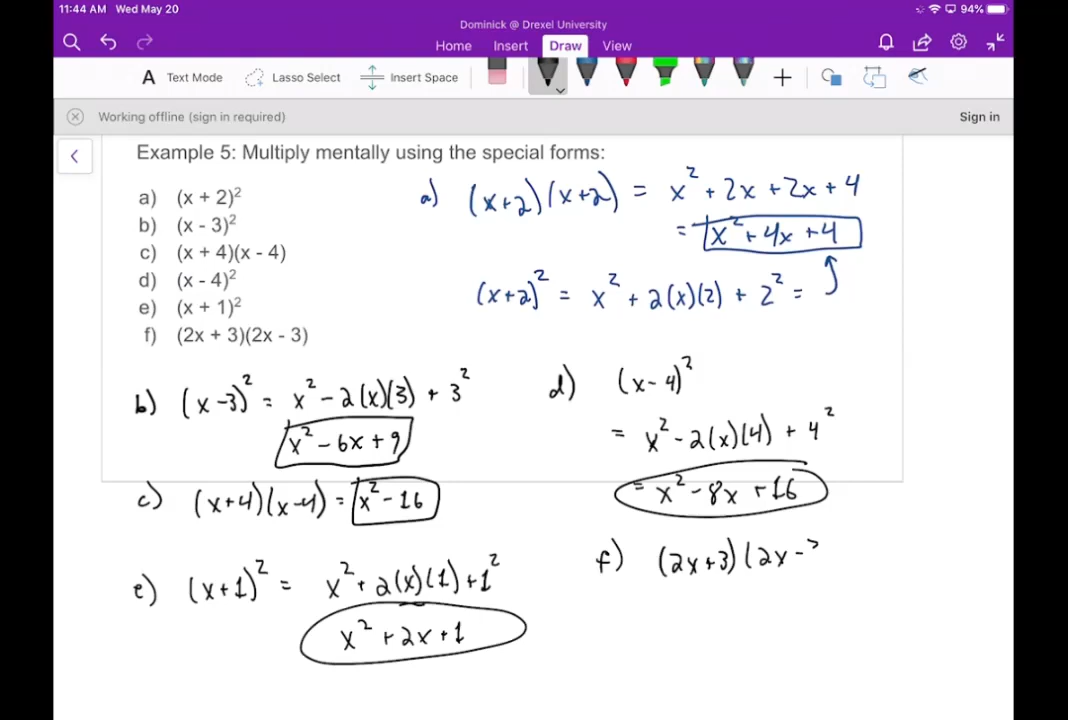 11:44 AM Wed May 20
94%
Dominick @ Drexel University
Home Insert Draw View
A Text Mode Lasso Select Insert Space
Working offline (sign in required) Sign in
Example 5: Multiply mentally using the special forms:
a) (x + 2)²
b) (x - 3)²
c) (x + 4)(x - 4)
d) (x - 4)²
e) (x + 1)²
f) (2x + 3)(2x - 3)
a) (x+2)(x+2) = x² + 2x + 2x + 4
= x² + 4x + 4
(x+2)² = x² + 2(x)(2) + 2² =
b) (x-3)² = x² - 2(x)(3) + 3²
x² - 6x + 9
c) (x+4)(x-4) = x² - 16
d) (x-4)²
= x² - 2(x)(4) + 4²
= x² - 8x + 16
e) (x+1)² = x² + 2(x)(1) + 1²
x² + 2x + 1
f) (2x+3)(2x -